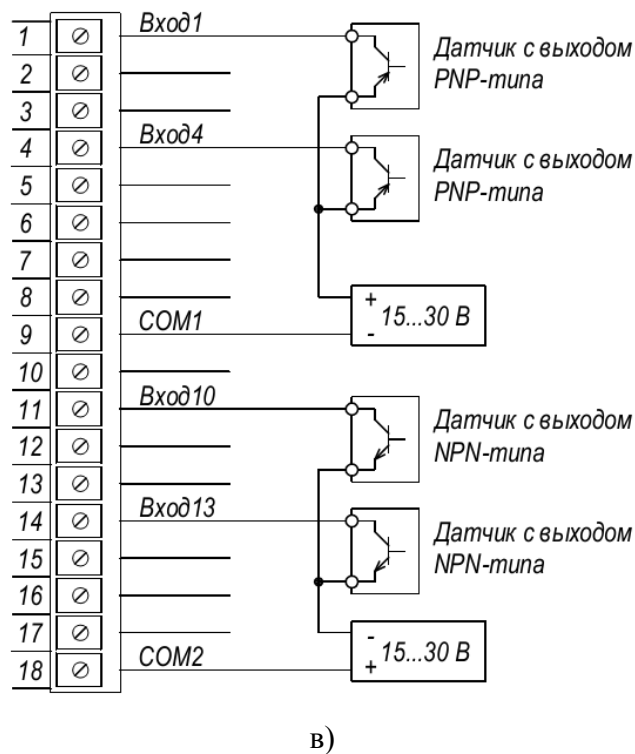 1
Вход1
Датчик с выходом
PNP-типа
2
3
4
Вход4
Датчик с выходом
PNP-типа
5
6
7
8
+
15...30 В
-
9
COM1
10
11
Вход10
Датчик с выходом
NPN-типа
12
13
14
Вход13
Датчик с выходом
NPN-типа
15
16
17
-
15...30 В
+
18
COM2
в)